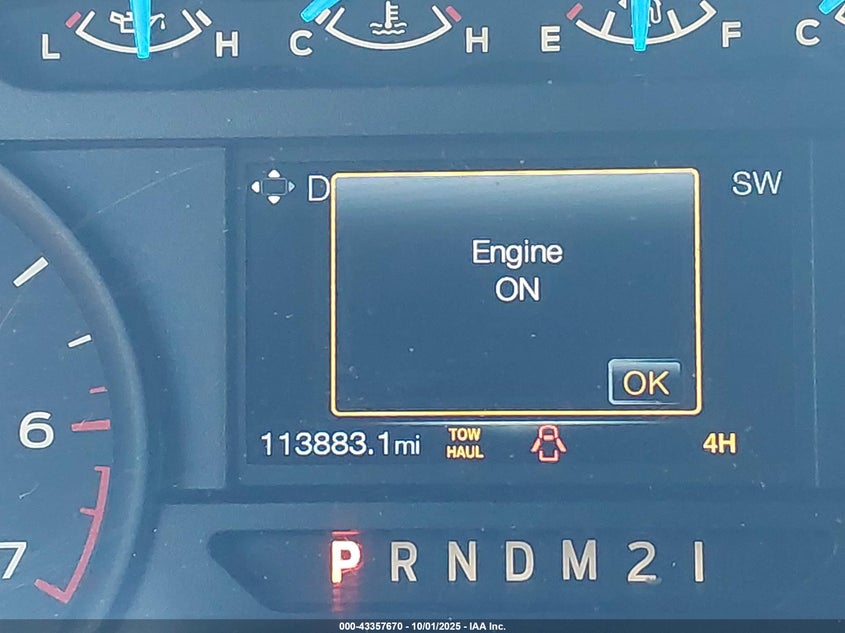 L H C H E F C
D SW
Engine
ON
OK
113883.1mi TOW HAUL 4H
6
P R N D M 2 1
7
000-43357670 - 10/01/2025 - IAA Inc.